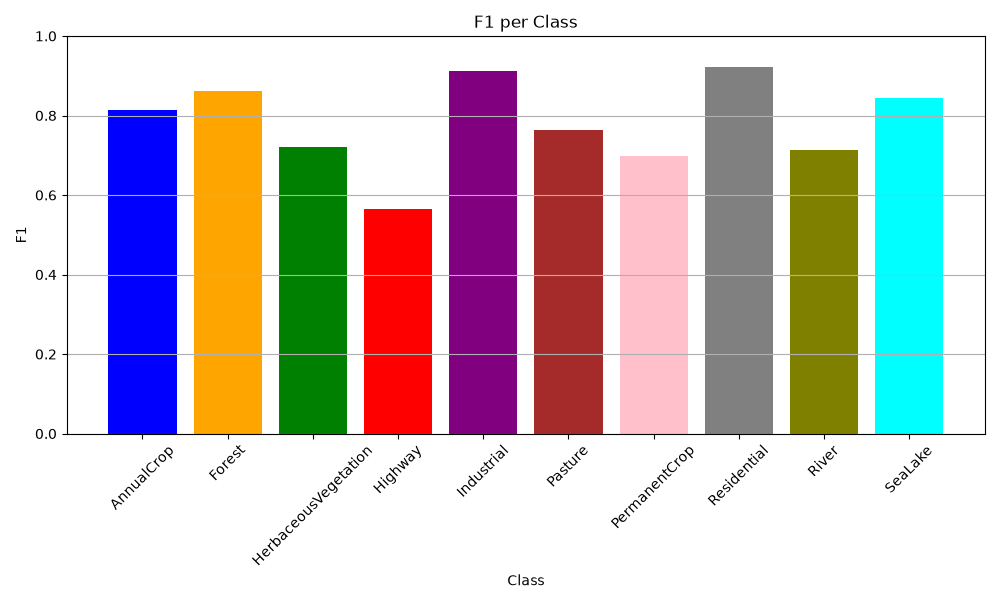 F1 per Class
F1
1.0
0.8
0.6
0.4
0.2
0.0
AnnualCrop
Forest
HerbaceousVegetation
Highway
Industrial
Pasture
PermanentCrop
Residential
River
SeaLake
Class